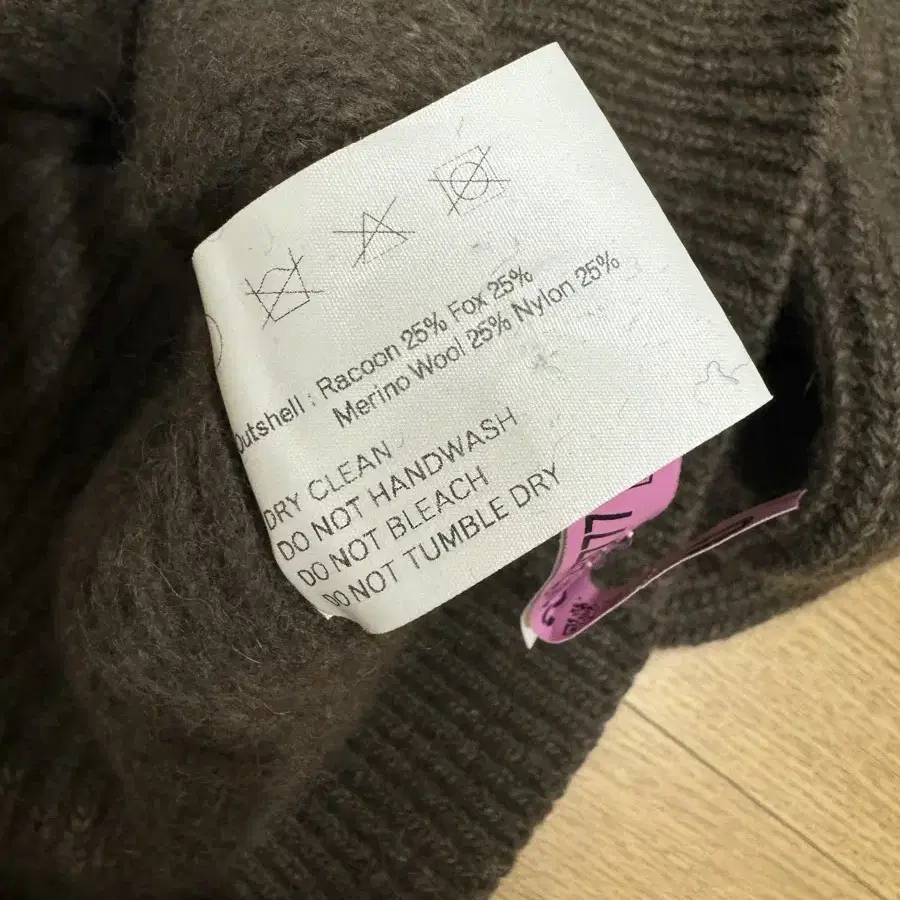 Outshell : Racoon 25% Fox 25%
Merino Wool 25% Nylon 25%
DRY CLEAN
DO NOT HANDWASH
DO NOT BLEACH
DO NOT TUMBLE DRY